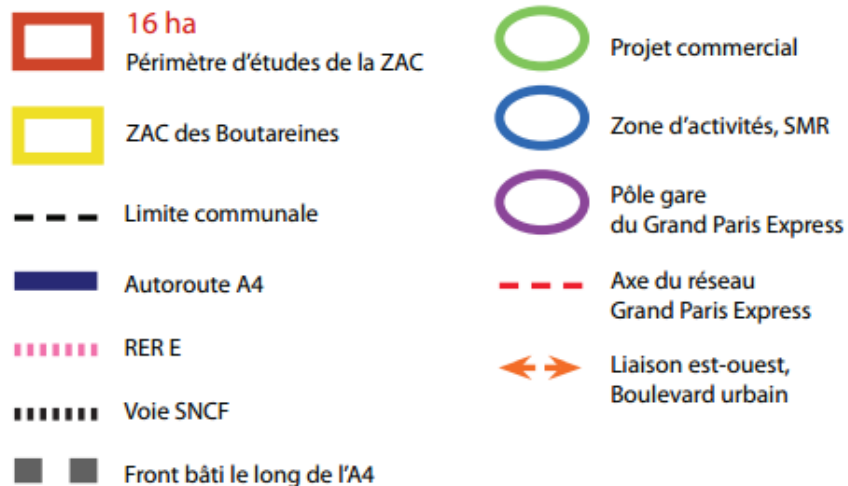 16 ha
Périmètre d'études de la ZAC
ZAC des Boutareines
Limite communale
Autoroute A4
RER E
Voie SNCF
Front bâti le long de l'A4
Projet commercial
Zone d'activités, SMR
Pôle gare
du Grand Paris Express
Axe du réseau
Grand Paris Express
Liaison est-ouest,
Boulevard urbain